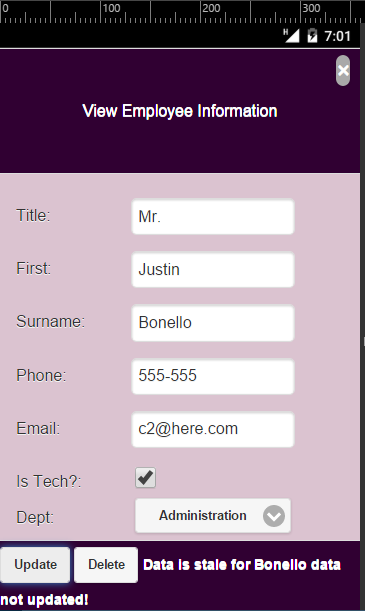 0 100 200 300
H 7:01
View Employee Information
Title: Mr.
First: Justin
Surname: Bonello
Phone: 555-555
Email: c2@here.com
Is Tech?:
Dept: Administration
Update Delete Data is stale for Bonello data
not updated!